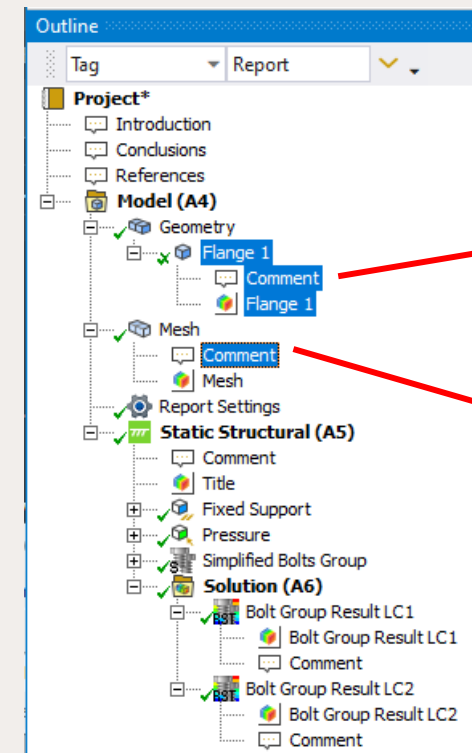 Outline
Tag Report
Project*
Introduction
Conclusions
References
Model (A4)
Geometry
Flange 1
Comment
Flange 1
Mesh
Comment
Mesh
Report Settings
Static Structural (A5)
Comment
Title
Fixed Support
Pressure
S Simplified Bolts Group
Solution (A6)
BST Bolt Group Result LC1
Bolt Group Result LC1
Comment
BST Bolt Group Result LC2
Bolt Group Result LC2
Comment